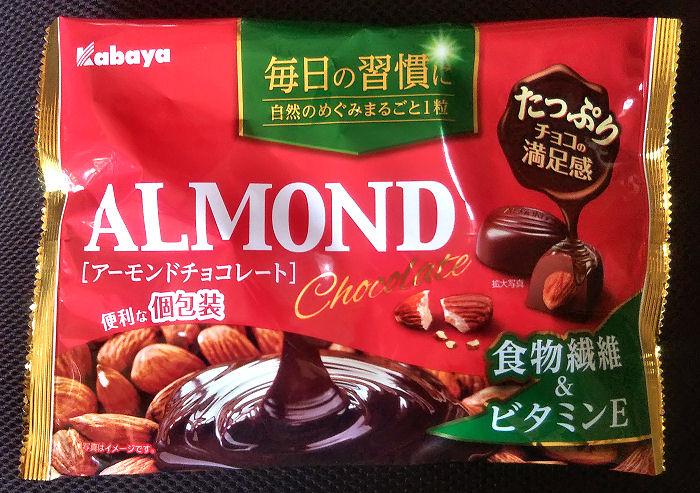 Kabaya
毎日の習慣に
自然のめぐみまるごと1粒
たっぷり
チョコの
満足感
ALMOND
[アーモンドチョコレート]
Chocolate
拡大写真
便利な個包装
食物繊維
&
ビタミンE
写真はイメージです